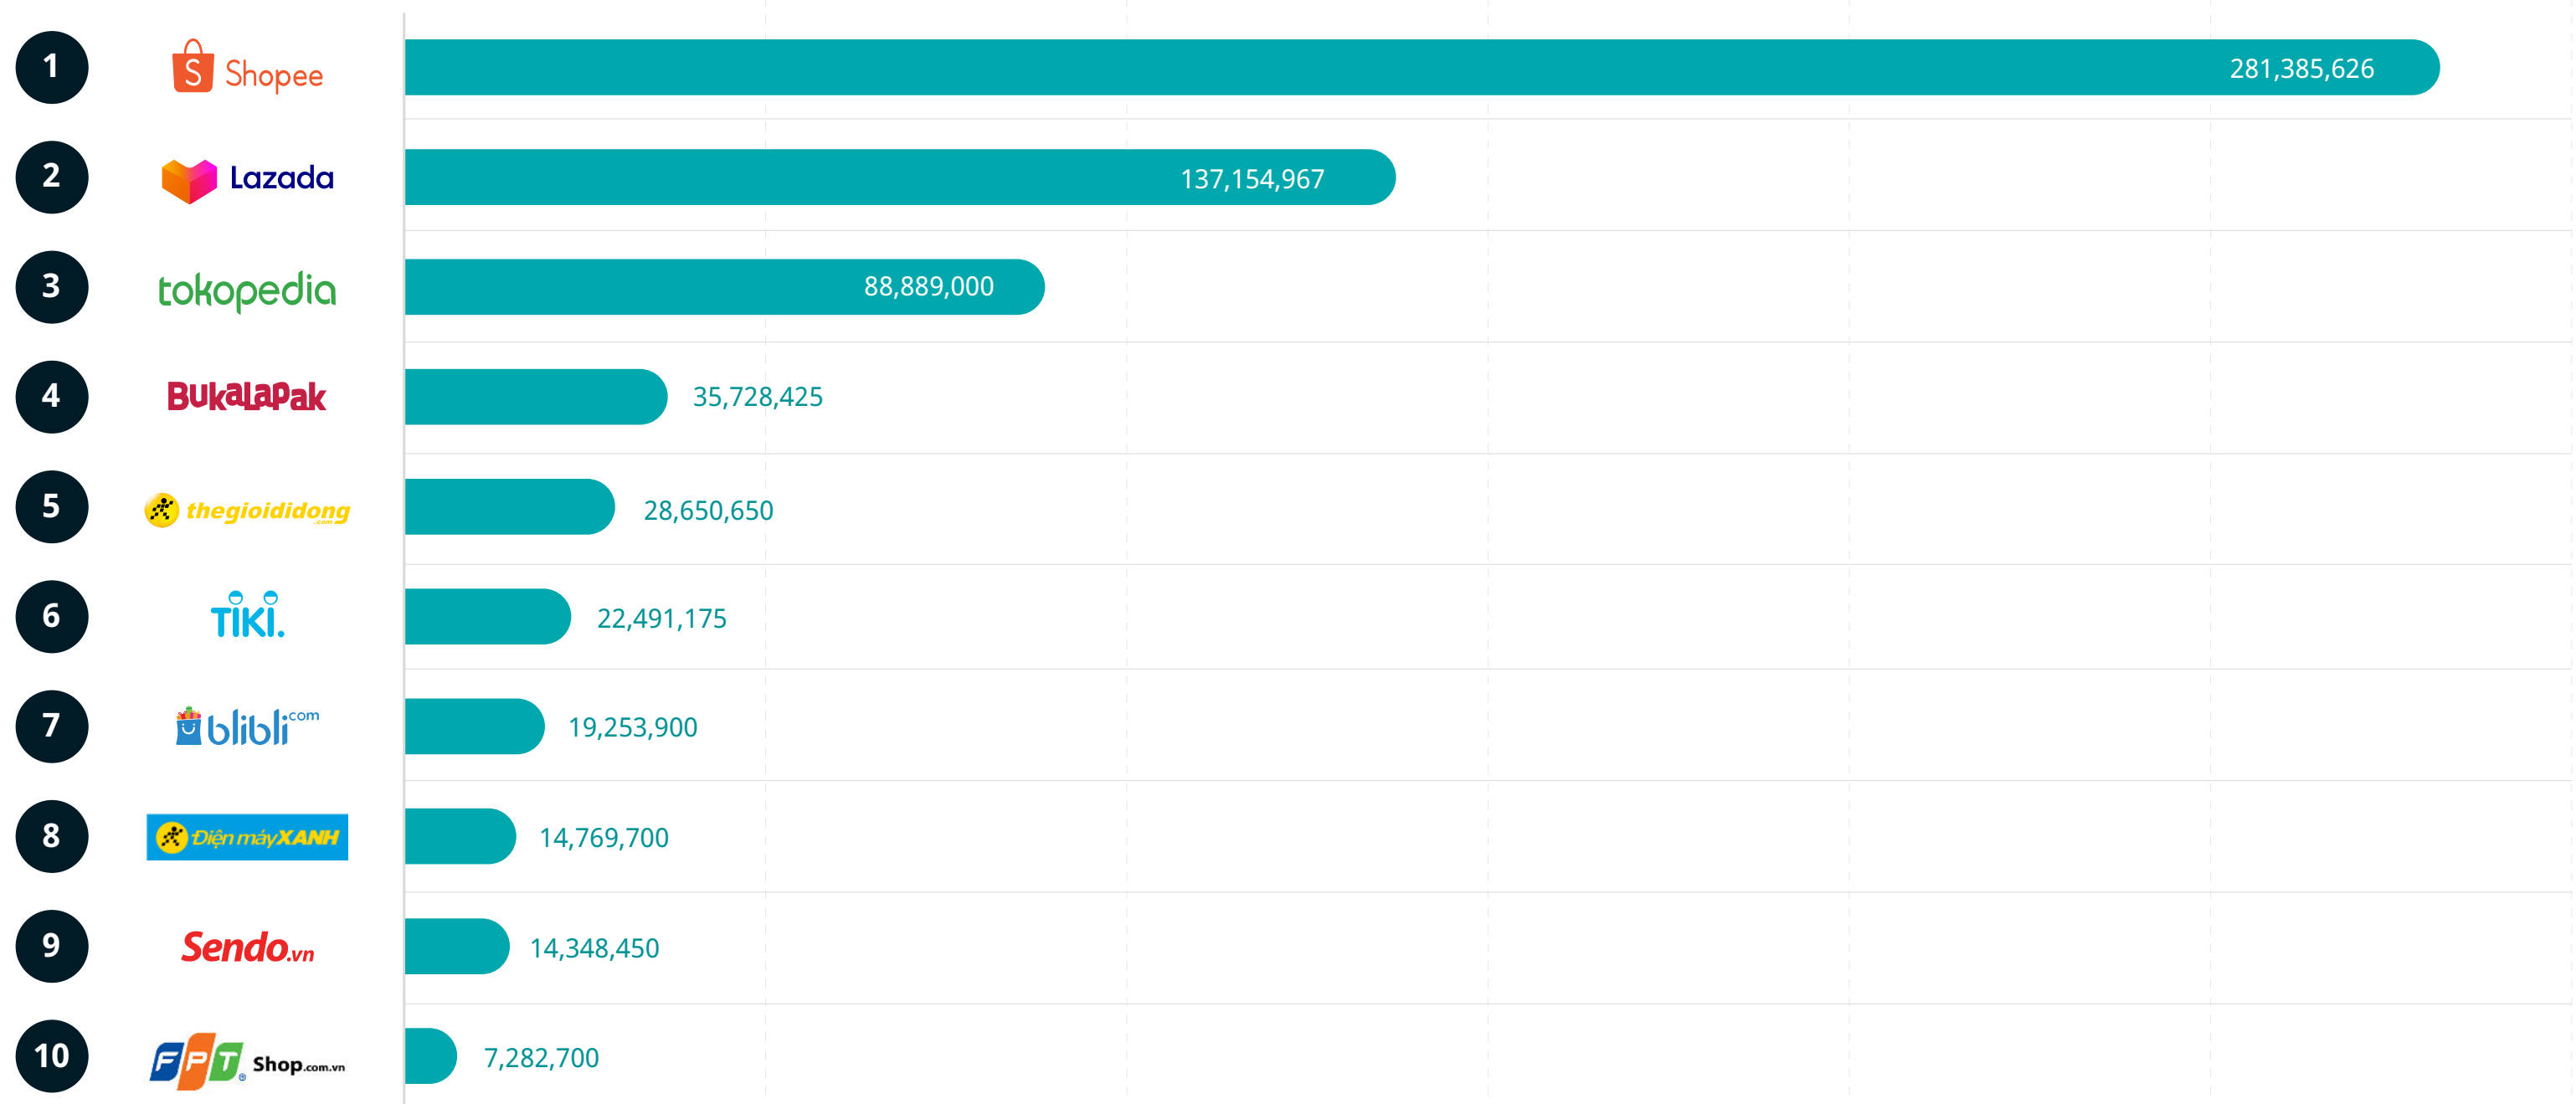 1
Shopee
281,385,626
2
Lazada
137,154,967
3
tokopedia
88,889,000
4
BukaLapak
35,728,425
5
thegioididong
.com
28,650,650
6
TIKI.
22,491,175
7
blibli.com
19,253,900
8
Điện máy XANH
14,769,700
9
Sendo.vn
14,348,450
10
FPT® Shop.com.vn
7,282,700